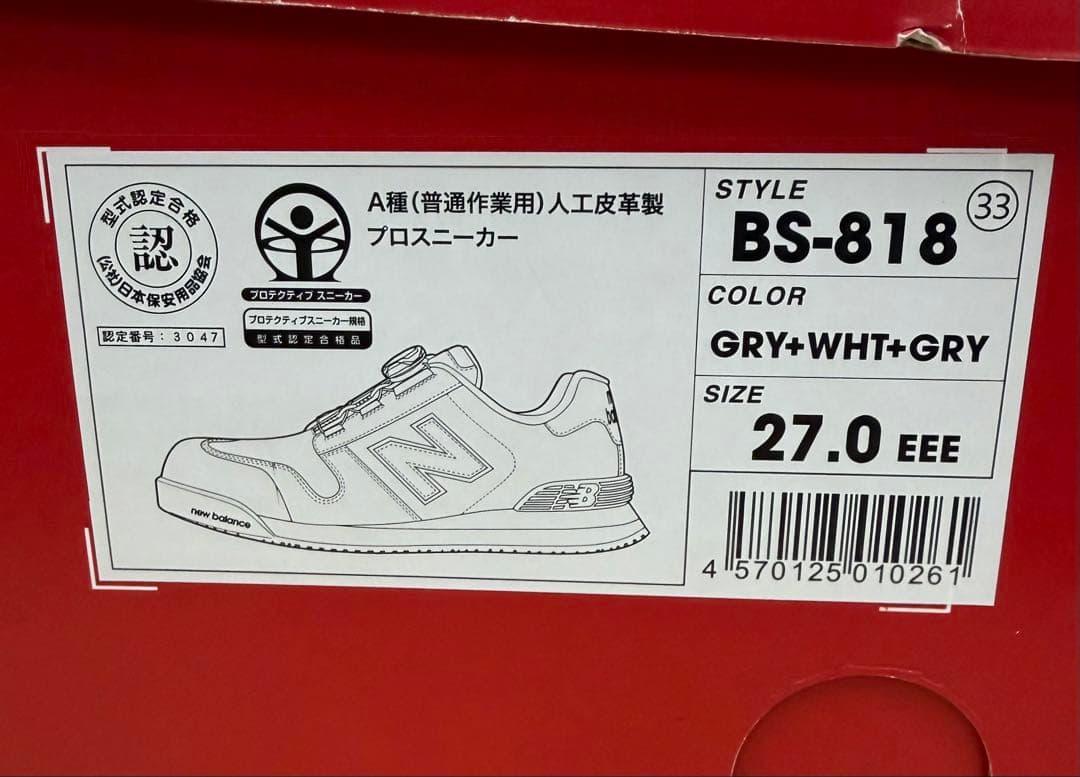 型式認定合格
認
(公社)日本保安用品協会
認定番号：3047
プロテクティブ スニーカー
プロテクティブスニーカー規格
型式認定合格品
A種(普通作業用)人工皮革製
プロスニーカー
N
new balance
NB
STYLE
BS-818
33
COLOR
GRY+WHT+GRY
SIZE
27.0 EEE
4 570125 010261